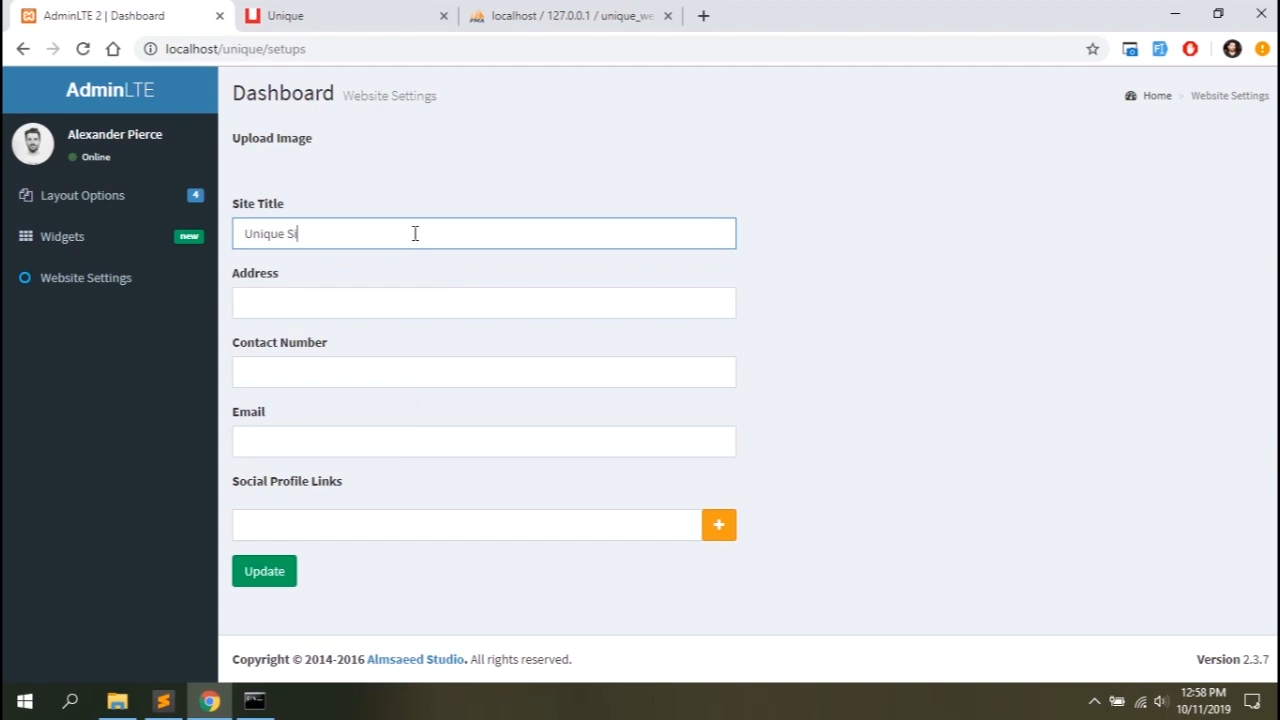 AdminLTE 2 | Dashboard
Unique
localhost / 127.0.0.1 / unique_we
localhost/unique/setups
AdminLTE
Alexander Pierce
Online
Layout Options
4
Widgets
new
Website Settings
Dashboard Website Settings
Home > Website Settings
Upload Image
Site Title
Unique Si
Address
Contact Number
Email
Social Profile Links
+
Update
Copyright © 2014-2016 Almsaeed Studio. All rights reserved.
Version 2.3.7
12:58 PM
10/11/2019